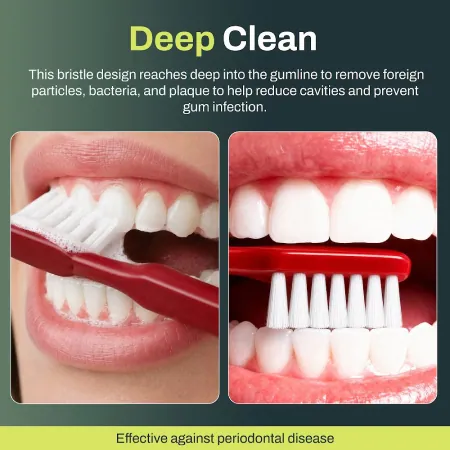 Deep Clean
This bristle design reaches deep into the gumline to remove foreign
particles, bacteria, and plaque to help reduce cavities and prevent
gum infection.
Effective against periodontal disease